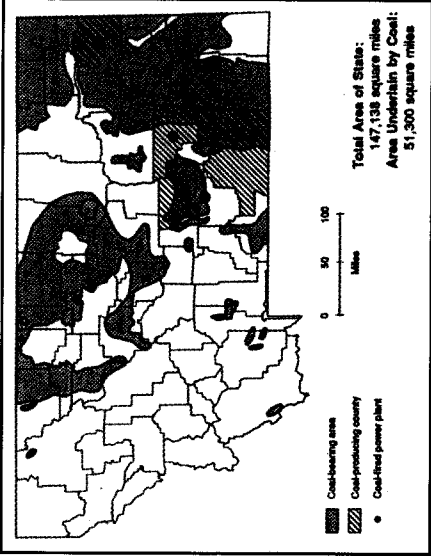 Total Area of State:
147,138 square miles
Area Underlain by Coal:
51,300 square miles
0 50 100
Miles
Coal-bearing area
Coal-producing county
Coal-fired power plant